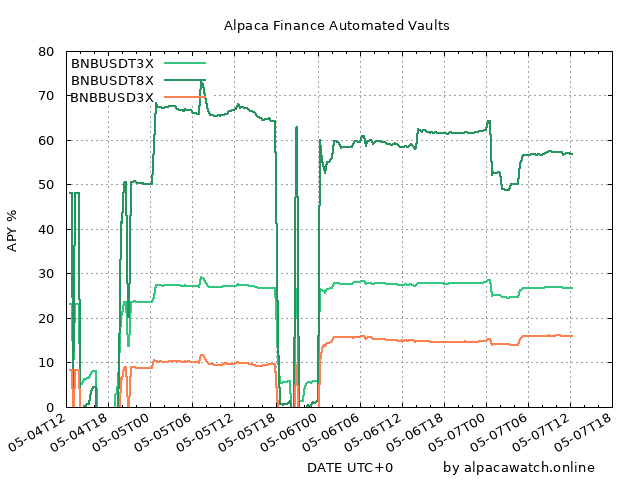 Alpaca Finance Automated Vaults
BNBUSDT3X
BNBUSDT8X
BNBBUSD3X
APY %
80
70
60
50
40
30
20
10
0
05-04T12
05-04T18
05-05T00
05-05T06
05-05T12
05-05T18
05-06T00
05-06T06
05-06T12
05-06T18
05-07T00
05-07T06
05-07T12
05-07T18
DATE UTC+0
by alpacawatch.online